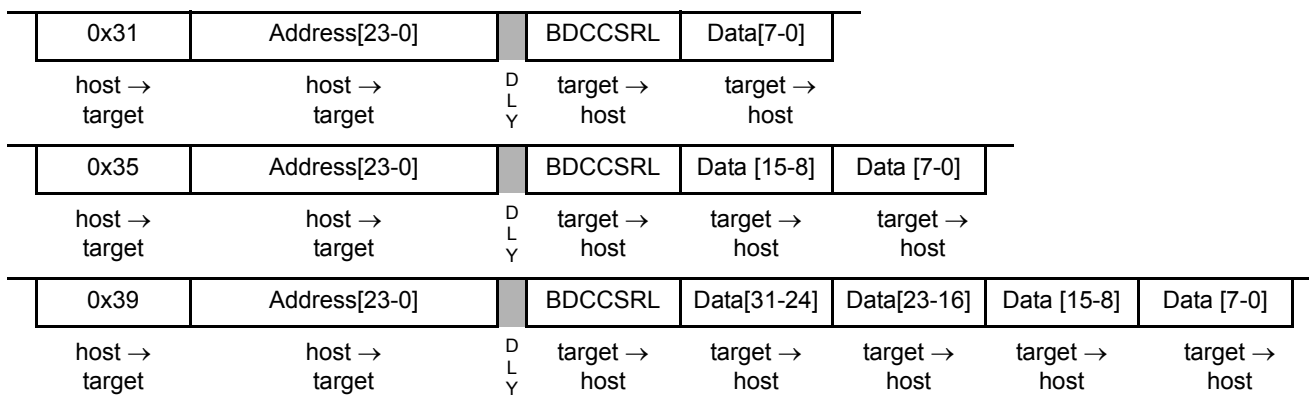 0x31 Address[23-0] BDCCSRL Data[7-0]
host → host → D target → target →
target target L host host
Y
0x35 Address[23-0] BDCCSRL Data [15-8] Data [7-0]
host → host → D target → target → target →
target target L host host host
Y
0x39 Address[23-0] BDCCSRL Data[31-24] Data[23-16] Data [15-8] Data [7-0]
host → host → D target → target → target → target → target →
target target L host host host host host
Y